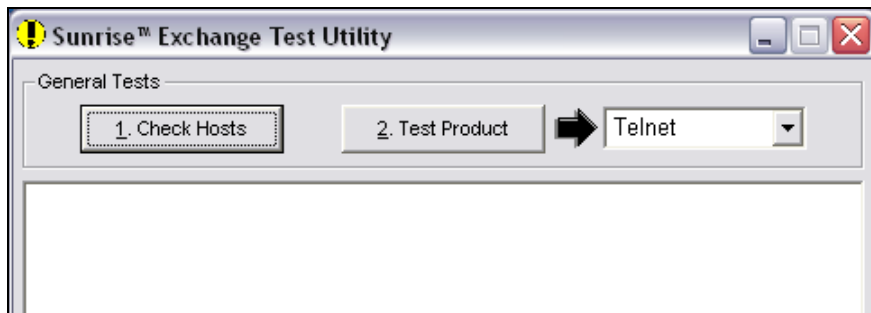 Sunrise™ Exchange Test Utility
General Tests
1. Check Hosts
2. Test Product
Telnet